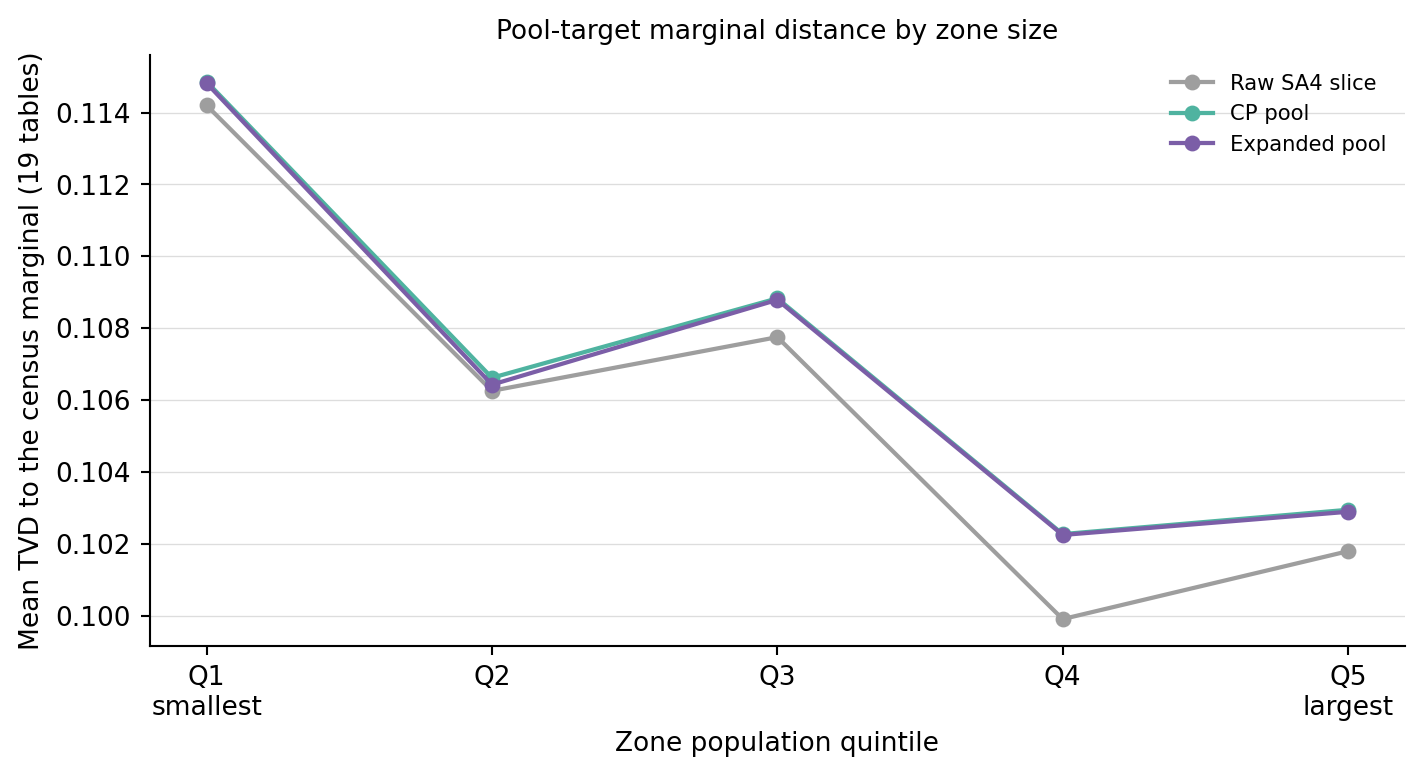 Pool-target marginal distance by zone size
Mean TVD to the census marginal (19 tables)
0.114
0.112
0.110
0.108
0.106
0.104
0.102
0.100
Raw SA4 slice
CP pool
Expanded pool
Q1
smallest
Q2
Q3
Q4
Q5
largest
Zone population quintile